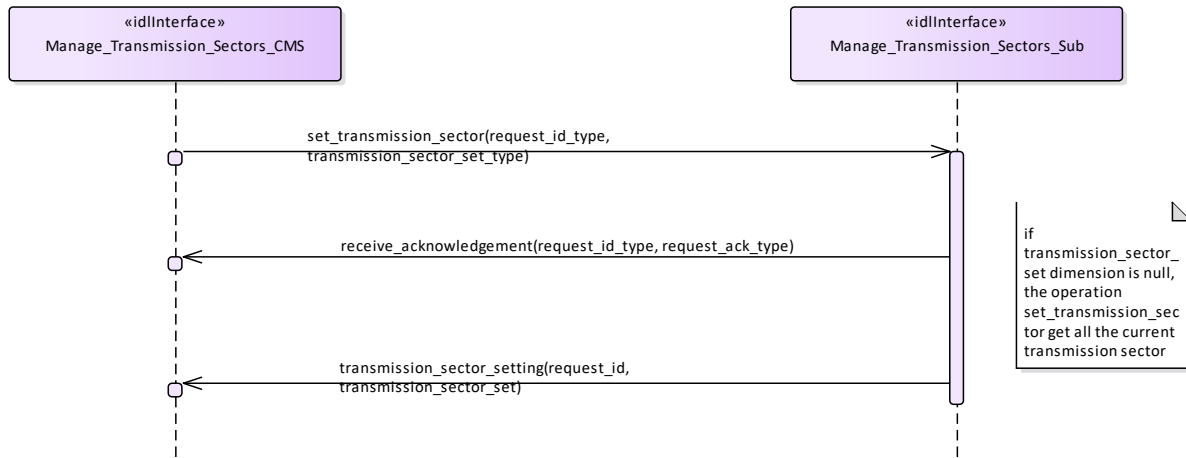 «idlInterface»
Manage_Transmission_Sectors_CMS
«idlInterface»
Manage_Transmission_Sectors_Sub
set_transmission_sector(request_id_type,
transmission_sector_set_type)
receive_acknowledgement(request_id_type, request_ack_type)
transmission_sector_setting(request_id,
transmission_sector_set)
if
transmission_sector_
set dimension is null,
the operation
set_transmission_sec
tor get all the current
transmission sector